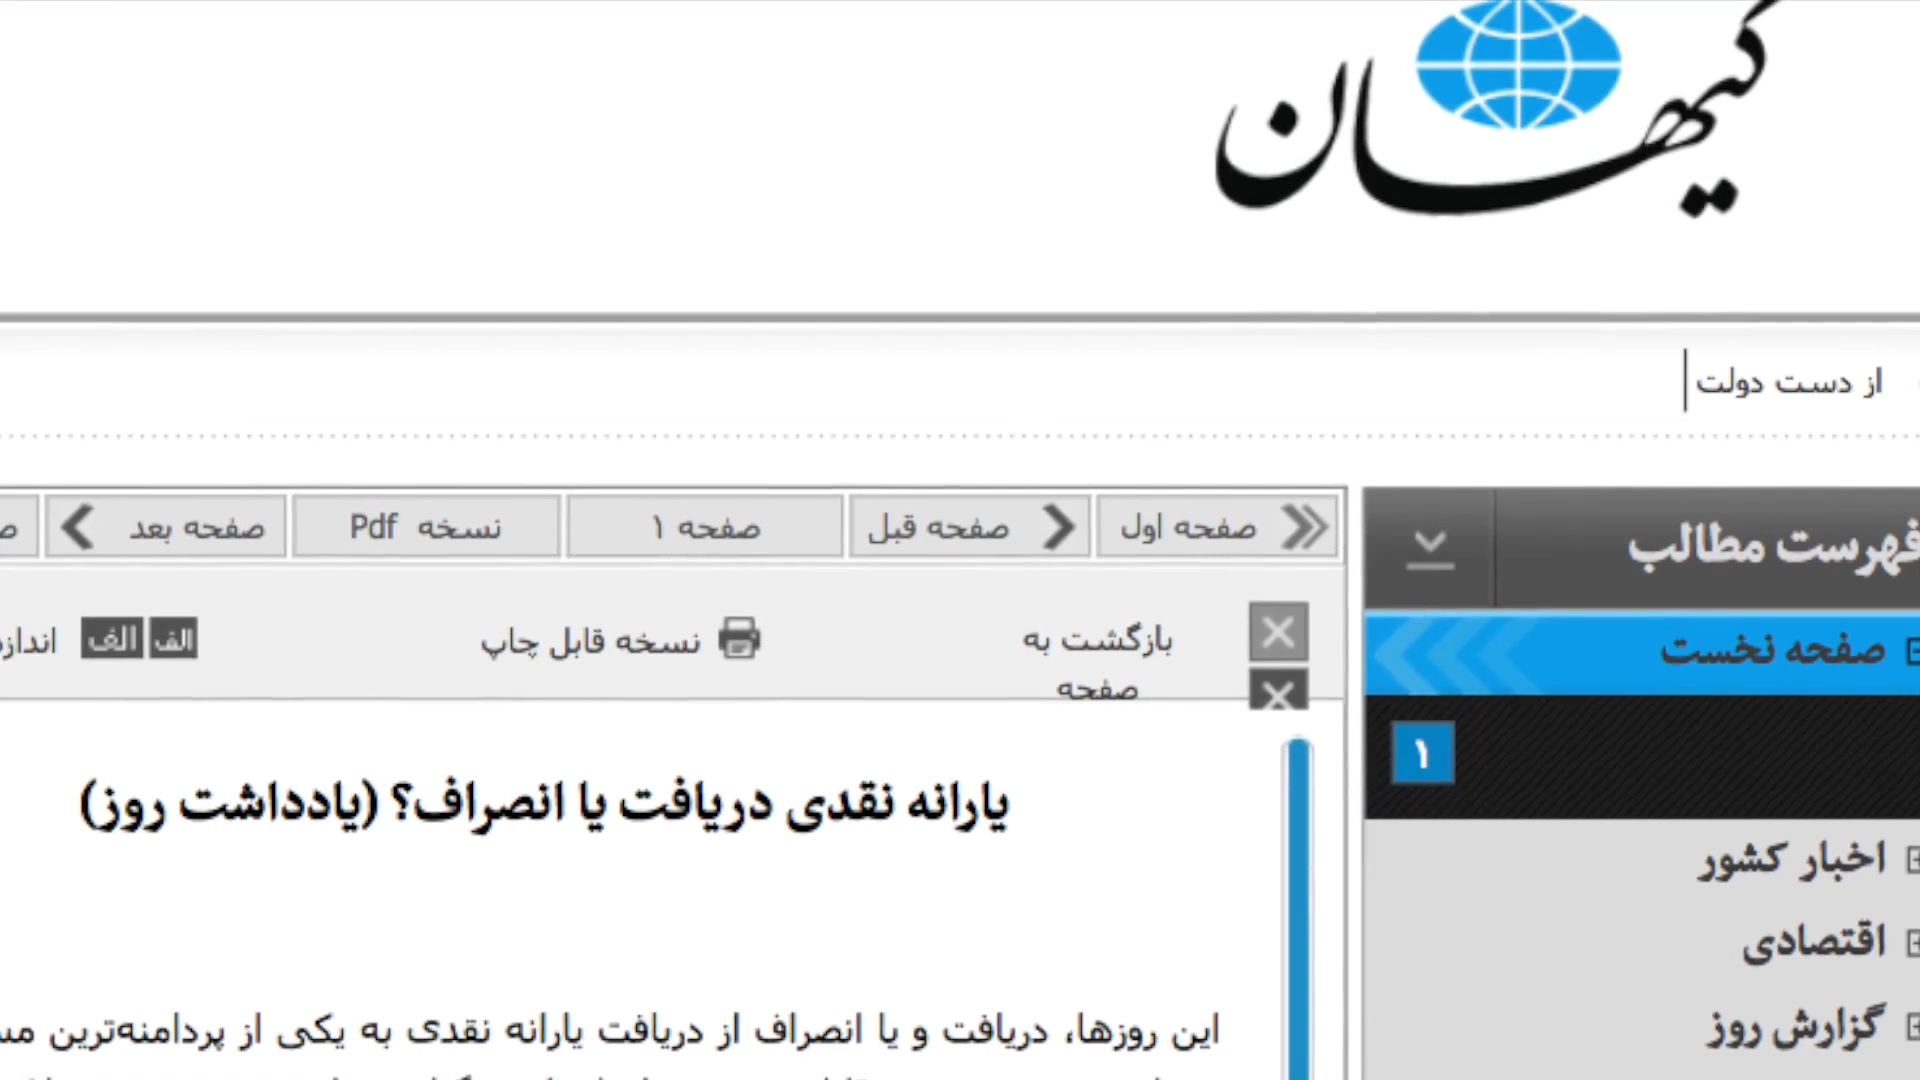 کیهان
از دست دولت
صفحه اول
صفحه قبل
صفحه ۱
نسخه Pdf
صفحه بعد
فهرست مطالب
بازگشت به
صفحه
نسخه قابل چاپ
الف
الف
صفحه نخست
۱
یارانه نقدی دریافت یا انصراف؟ (یادداشت روز)
اخبار کشور
اقتصادی
گزارش روز
این روزها، دریافت و یا انصراف از دریافت یارانه نقدی به یکی از پردامنه‌ترین